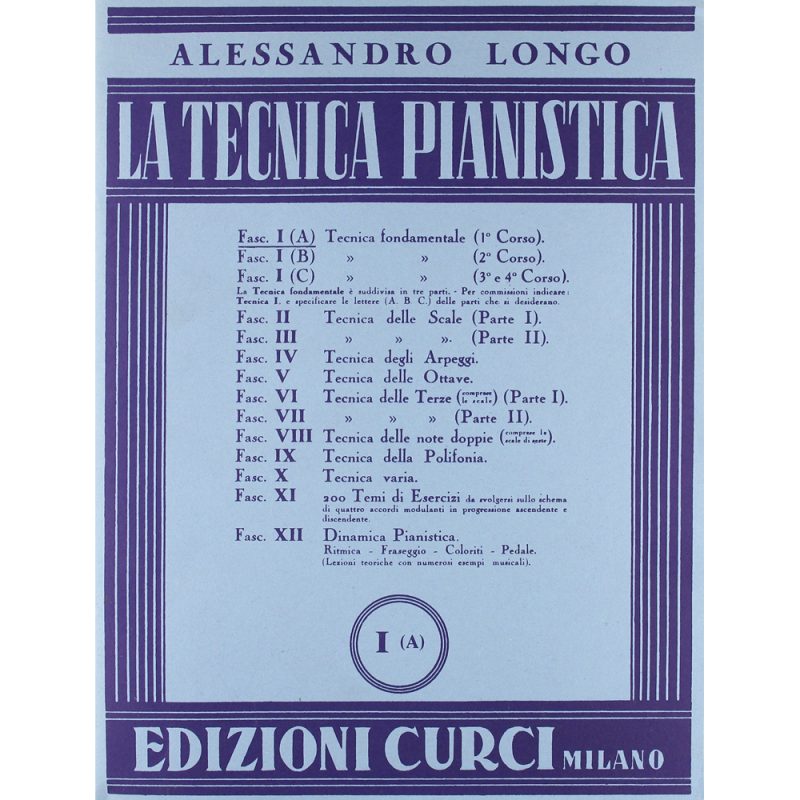 ALESSANDRO LONGO
LA TECNICA PIANISTICA
Fasc. I (A) Tecnica fondamentale (1º Corso).
Fasc. I (B) » » (2º Corso).
Fasc. I (C) » » (3º e 4º Corso).
La Tecnica fondamentale è suddivisa in tre parti. - Per commissioni indicare:
Tecnica I. e specificare le lettere (A. B. C.) delle parti che si desiderano.
Fasc. II Tecnica delle Scale (Parte I).
Fasc. III » » ». (Parte II).
Fasc. IV Tecnica degli Arpeggi.
Fasc. V Tecnica delle Ottave.
Fasc. VI Tecnica delle Terze (comprese le scale) (Parte I).
Fasc. VII » » » (Parte II).
Fasc. VIII Tecnica delle note doppie (comprese le scale di seste).
Fasc. IX Tecnica della Polifonia.
Fasc. X Tecnica varia.
Fasc. XI 200 Temi di Esercizi da svolgersi sullo schema
di quattro accordi modulanti in progressione ascendente e
discendente.
Fasc. XII Dinamica Pianistica.
Ritmica - Fraseggio - Coloriti - Pedale.
(Lezioni teoriche con numerosi esempi musicali).
I (A)
EDIZIONI CURCI MILANO